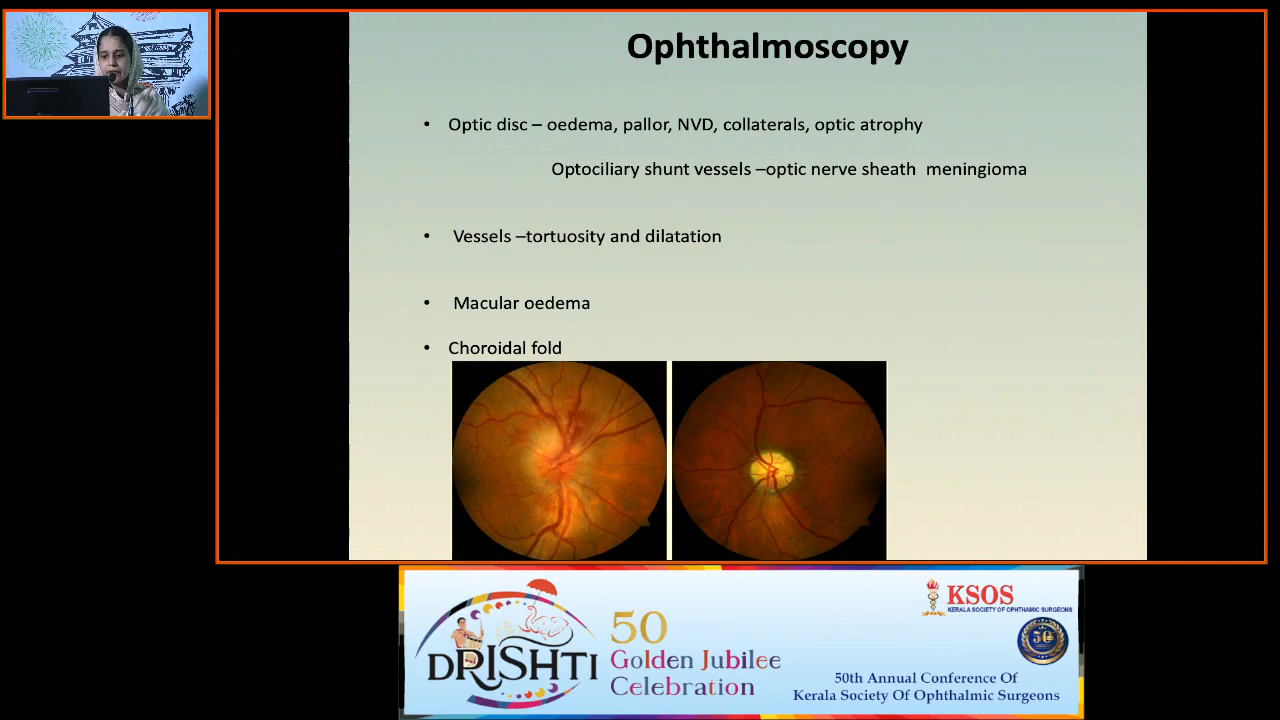 Ophthalmoscopy
• Optic disc – oedema, pallor, NVD, collaterals, optic atrophy
Optociliary shunt vessels –optic nerve sheath  meningioma
• Vessels –tortuosity and dilatation
• Macular oedema
• Choroidal fold
DRISHTI
50
Golden Jubilee
Celebration
KSOS
KERALA SOCIETY OF OPHTHAMIC SURGEONS
50
50th Annual Conference Of
Kerala Society Of Ophthalmic Surgeons